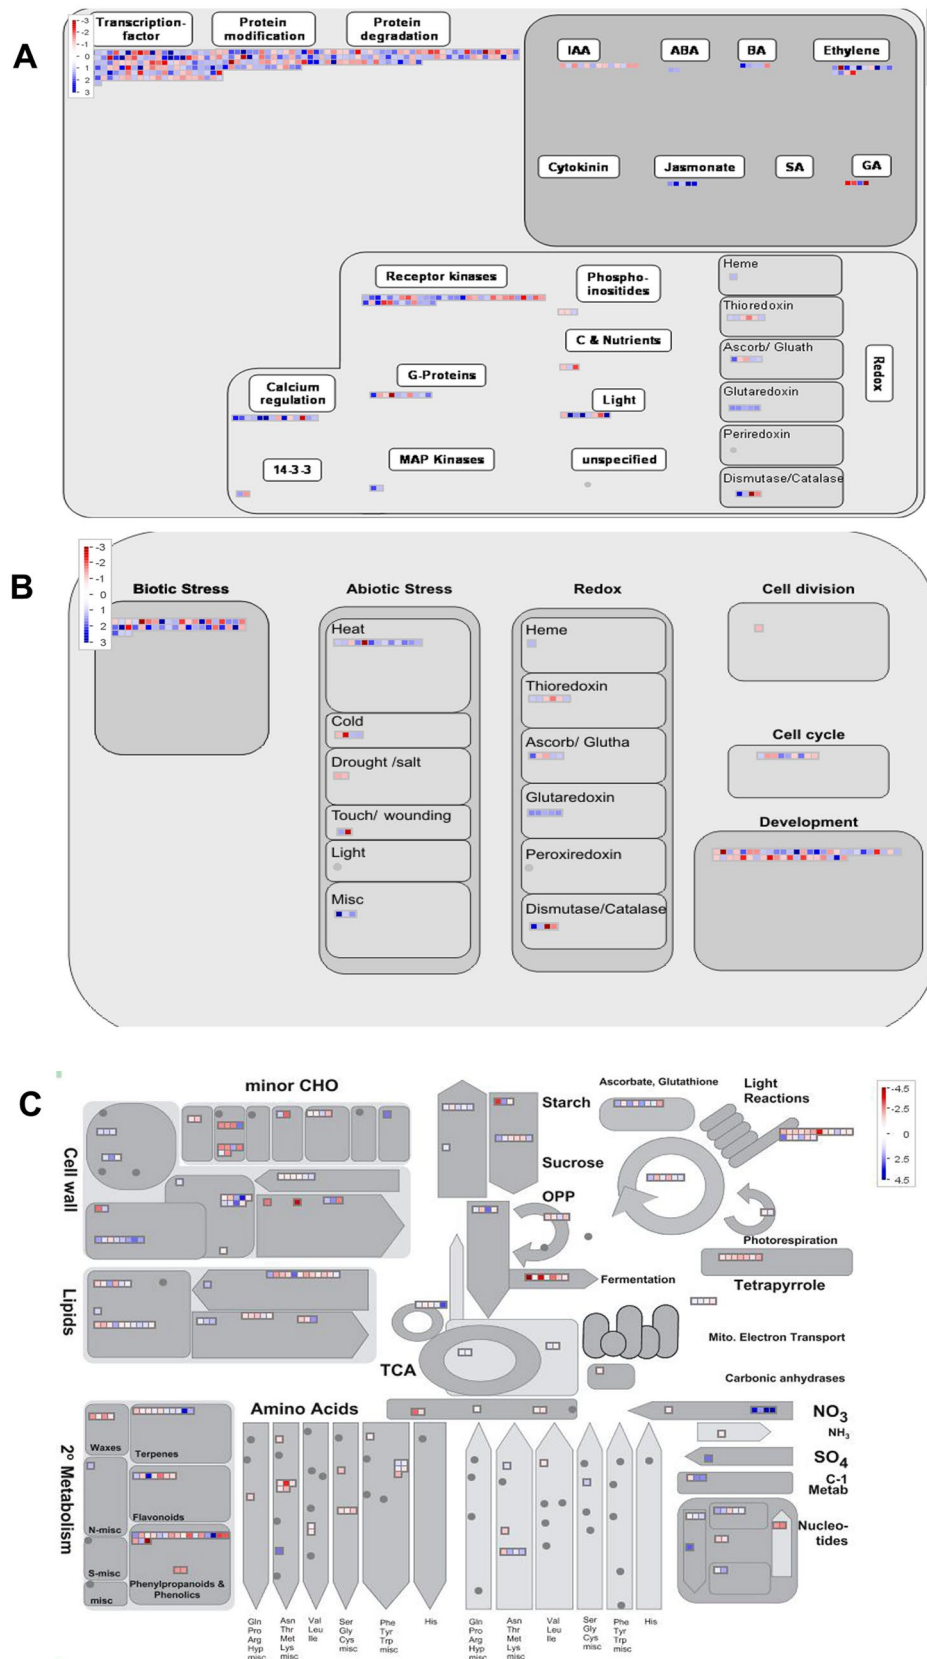 A
-3
-2
-1
0
1
2
3
Transcription-
factor
Protein
modification
Protein
degradation
IAA
ABA
BA
Ethylene
Cytokinin
Jasmonate
SA
GA
Receptor kinases
Phospho-
inositides
C & Nutrients
G-Proteins
Calcium
regulation
Light
14-3-3
MAP Kinases
unspecified
Heme
Thioredoxin
Ascorb/ Gluath
Glutaredoxin
Periredoxin
Dismutase/Catalase
Redox
B
-3
-2
-1
0
1
2
3
Biotic Stress
Abiotic Stress
Redox
Cell division
Heat
Cold
Drought /salt
Touch/ wounding
Light
Misc
Heme
Thioredoxin
Ascorb/ Glutha
Glutaredoxin
Peroxiredoxin
Dismutase/Catalase
Cell cycle
Development
C
minor CHO
Cell wall
Lipids
Starch
Sucrose
OPP
Ascorbate, Glutathione
Light
Reactions
-4.5
-2.5
0
2.5
4.5
Photorespiration
Fermentation
Tetrapyrrole
Mito. Electron Transport
TCA
Carbonic anhydrases
Amino Acids
2º Metabolism
Waxes
Terpenes
N-misc
Flavonoids
S-misc
misc
Phenylpropanoids &
Phenolics
NO3
NH3
SO4
C-1
Metab
Nucleo-
tides
Gln
Pro
Arg
Hyp
misc
Asn
Thr
Met
Lys
misc
Val
Leu
Ile
Ser
Gly
Cys
misc
Phe
Tyr
Trp
misc
His
Gln
Pro
Arg
Hyp
misc
Asn
Thr
Met
Lys
misc
Val
Leu
Ile
Ser
Gly
Cys
misc
Phe
Tyr
Trp
misc
His